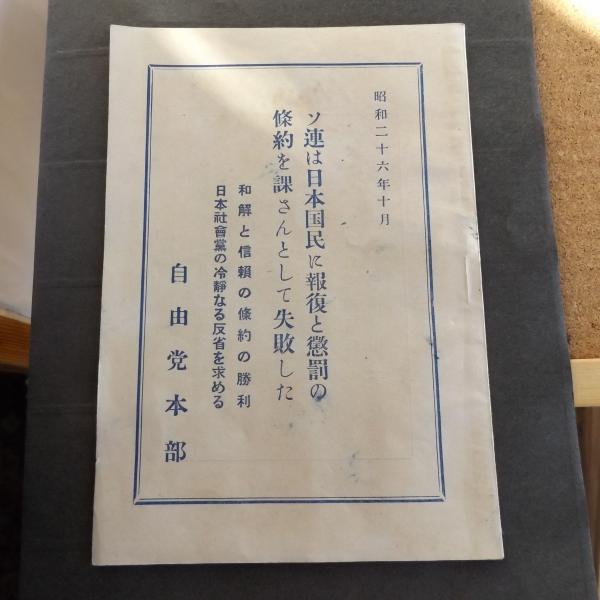 昭和二十六年十月
ソ連は日本国民に報復と懲罰の
條約を課さんとして失敗した
和解と信頼の條約の勝利
日本社會黨の冷靜なる反省を求める
自由党本部